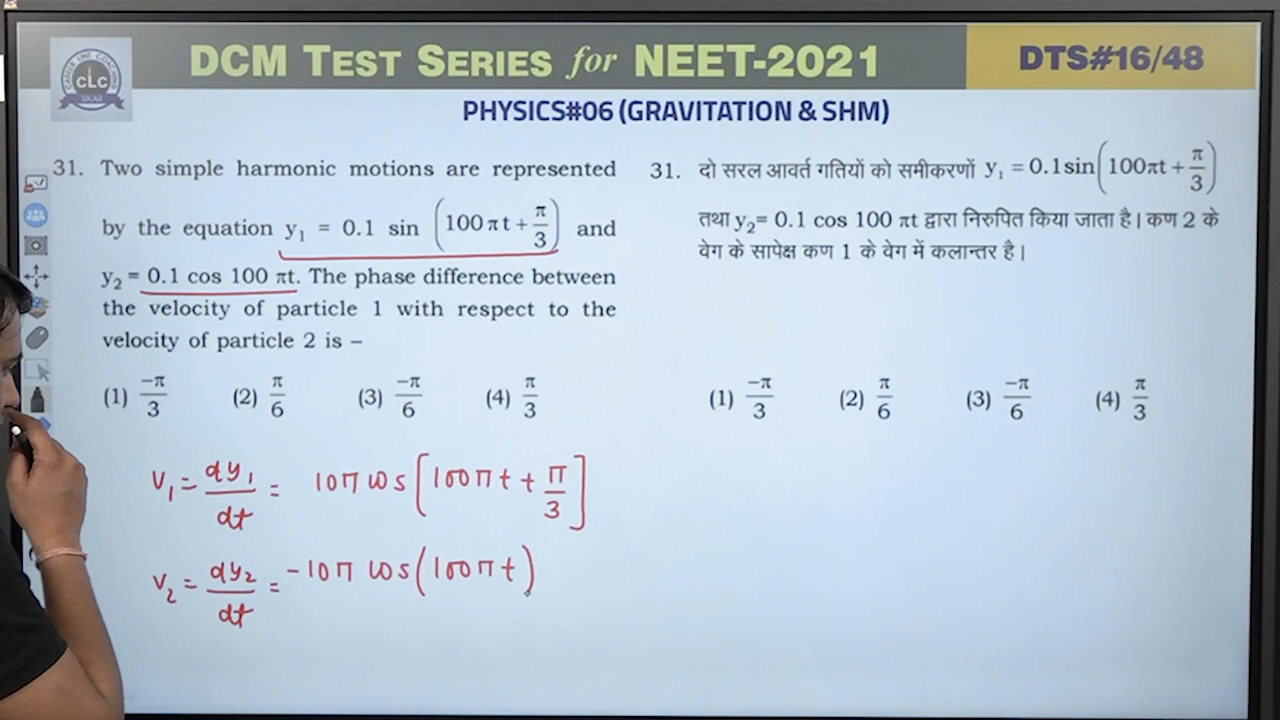 DCM TEST SERIES for NEET-2021
DTS#16/48
CLC
PHYSICS#06 (GRAVITATION & SHM)
31. Two simple harmonic motions are represented
by the equation y₁ = 0.1 sin (100πt + π/3) and
y₂ = 0.1 cos 100 πt. The phase difference between
the velocity of particle 1 with respect to the
velocity of particle 2 is –
(1) −π/3 (2) π/6 (3) −π/6 (4) π/3
31. दो सरल आवर्त गतियों को समीकरणों y₁ = 0.1sin(100πt + π/3)
तथा y₂= 0.1 cos 100 πt द्वारा निरुपित किया जाता है। कण 2 के
वेग के सापेक्ष कण 1 के वेग में कलान्तर है।
(1) −π/3 (2) π/6 (3) −π/6 (4) π/3
v₁ = dy₁/dt = 10π cos [100πt + π/3]
v₂ = dy₂/dt = -10π cos (100πt)